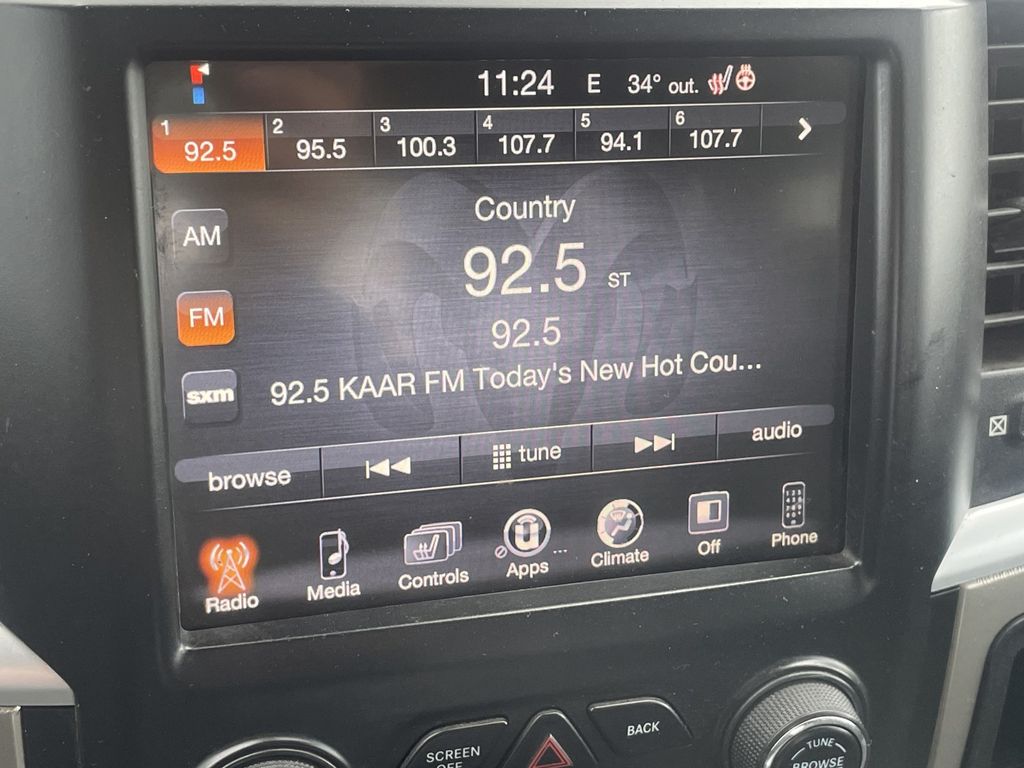 11:24 E 34° out.
1 2 3 4 5 6
92.5 95.5 100.3 107.7 94.1 107.7
Country
AM
92.5 ST
FM
92.5
sxm
92.5 KAAR FM Today's New Hot Cou...
browse tune audio
Radio Media Controls Apps ... Climate Off Phone
SCREEN
OFF
BACK
TUNE
BROWSE